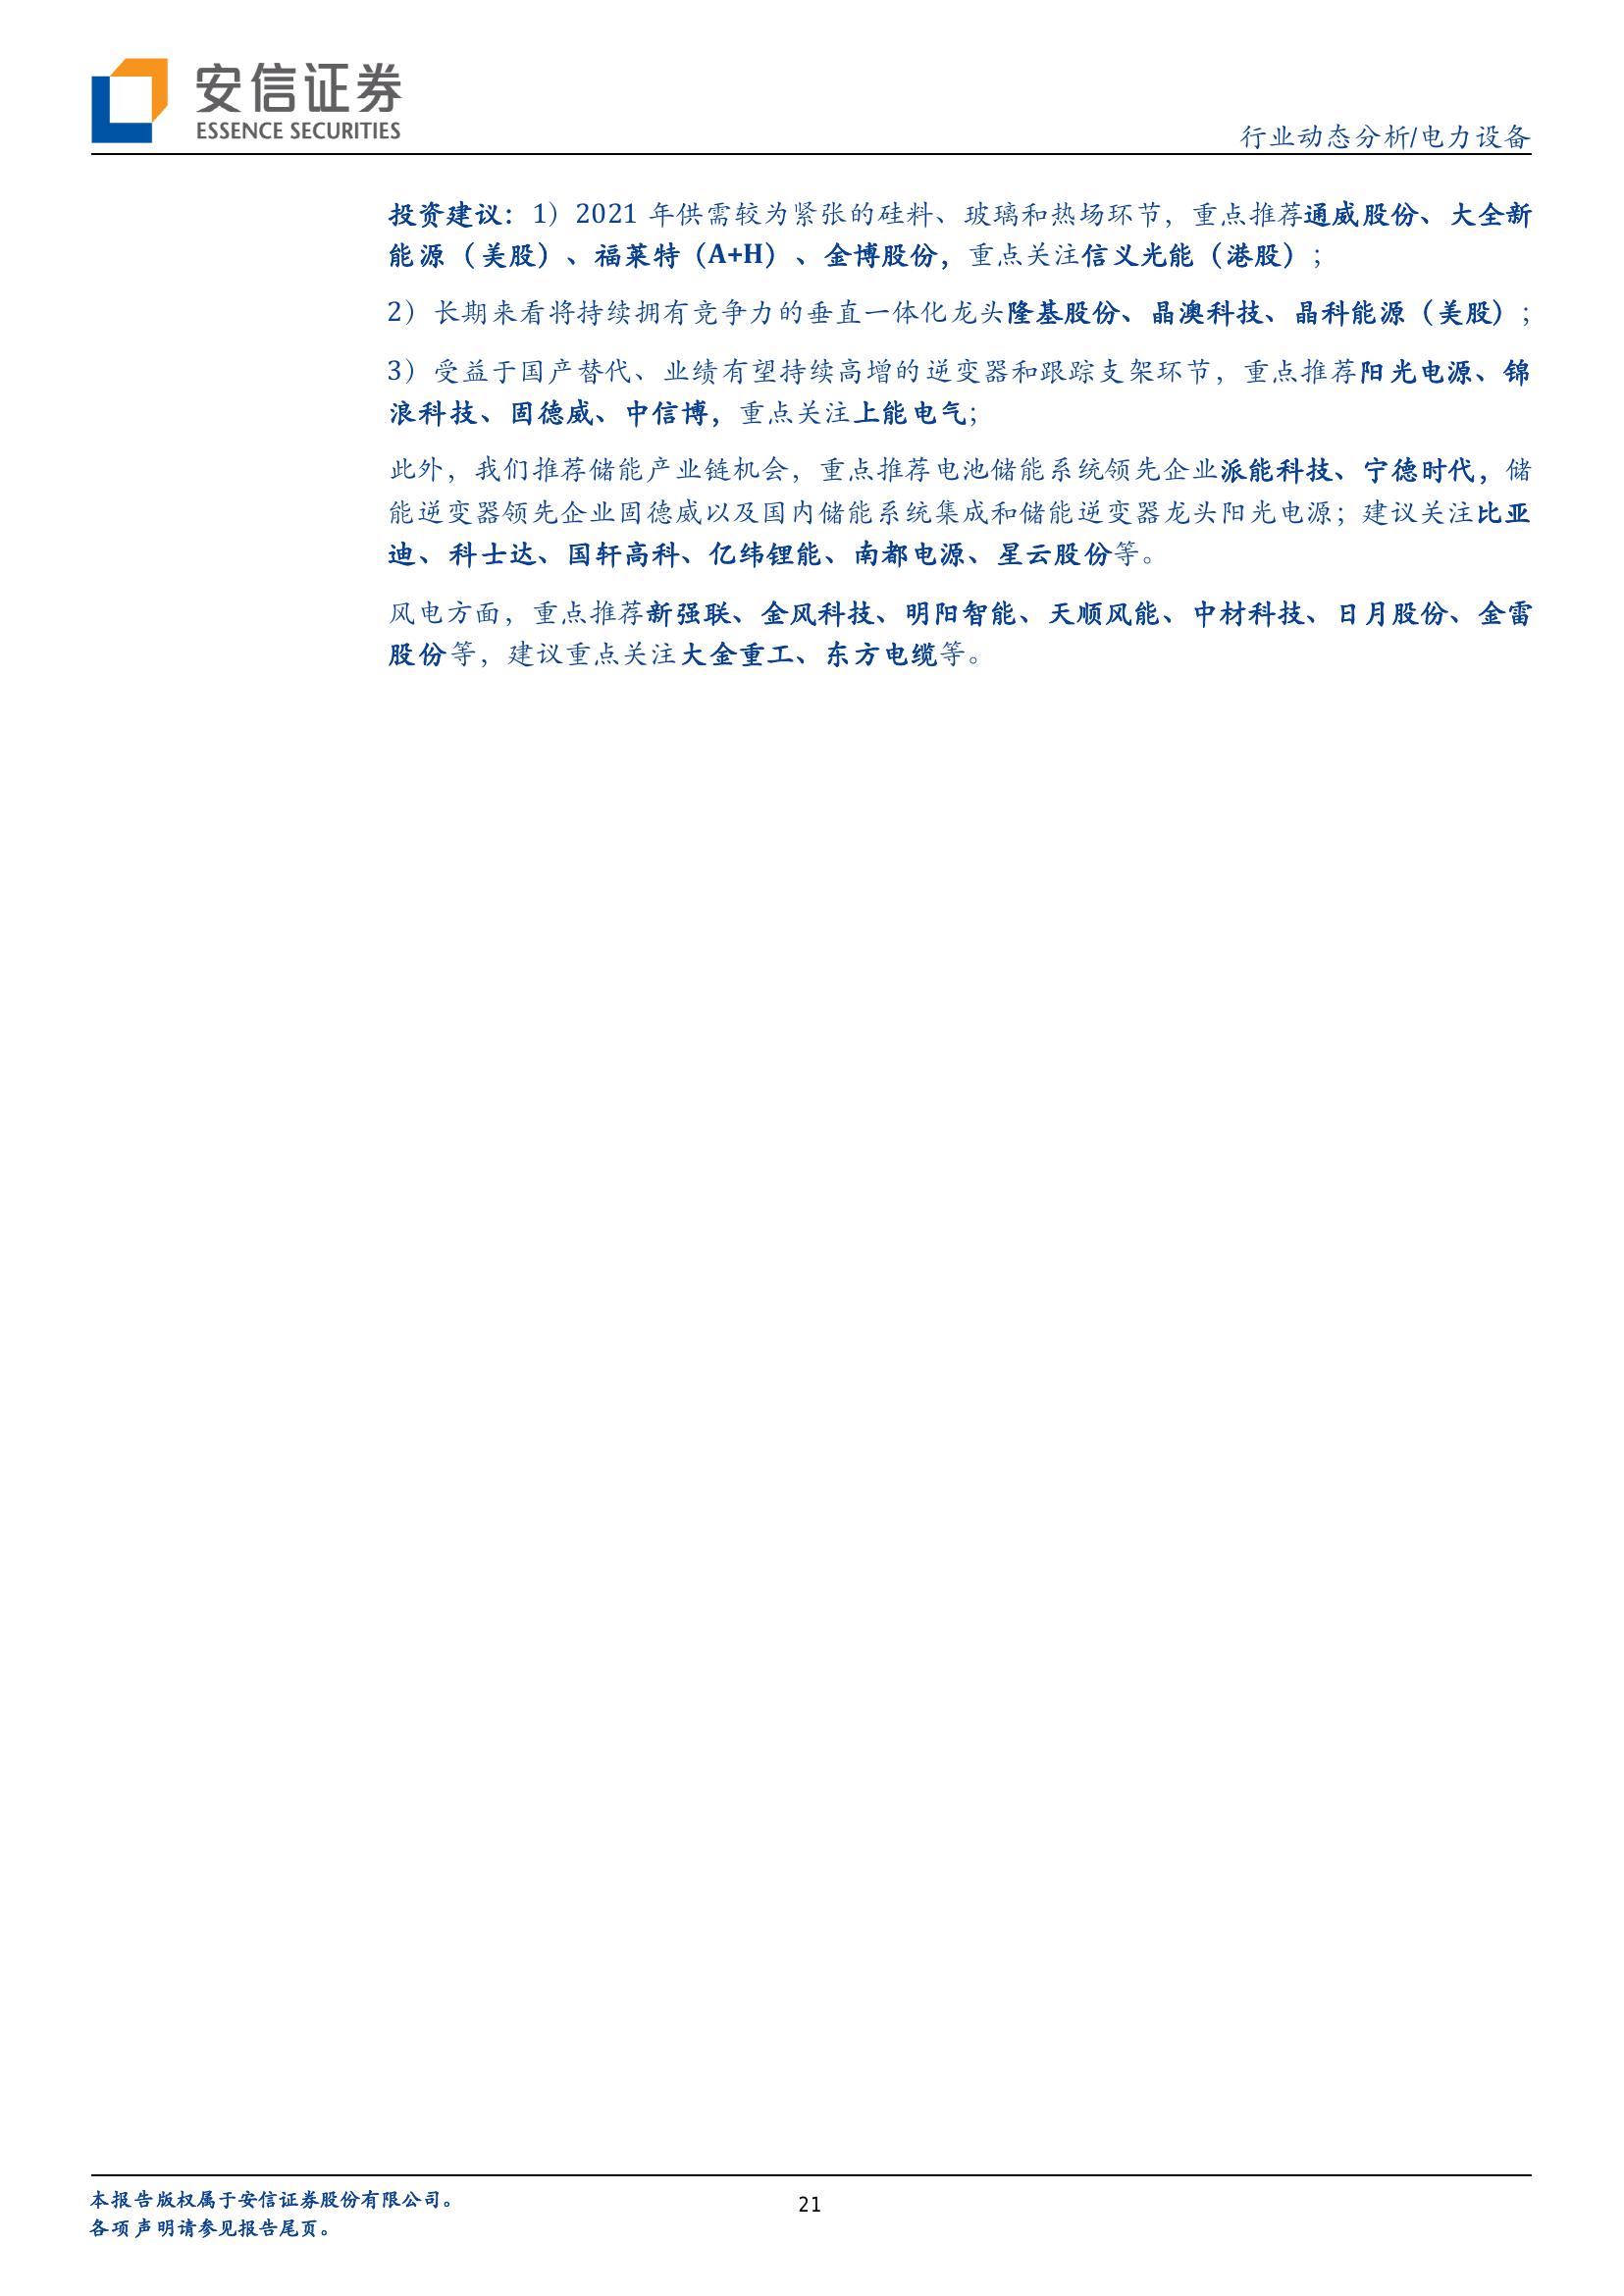 安信证券
ESSENCE SECURITIES
行业动态分析/电力设备
投资建议：1）2021 年供需较为紧张的硅料、玻璃和热场环节，重点推荐通威股份、大全新
能源（美股）、福莱特（A+H）、金博股份，重点关注信义光能（港股）；
2）长期来看将持续拥有竞争力的垂直一体化龙头隆基股份、晶澳科技、晶科能源（美股）；
3）受益于国产替代、业绩有望持续高增的逆变器和跟踪支架环节，重点推荐阳光电源、锦
浪科技、固德威、中信博，重点关注上能电气；
此外，我们推荐储能产业链机会，重点推荐电池储能系统领先企业派能科技、宁德时代，储
能逆变器领先企业固德威以及国内储能系统集成和储能逆变器龙头阳光电源；建议关注比亚
迪、科士达、国轩高科、亿纬锂能、南都电源、星云股份等。
风电方面，重点推荐新强联、金风科技、明阳智能、天顺风能、中材科技、日月股份、金雷
股份等，建议重点关注大金重工、东方电缆等。
本报告版权属于安信证券股份有限公司。
21
各项声明请参见报告尾页。